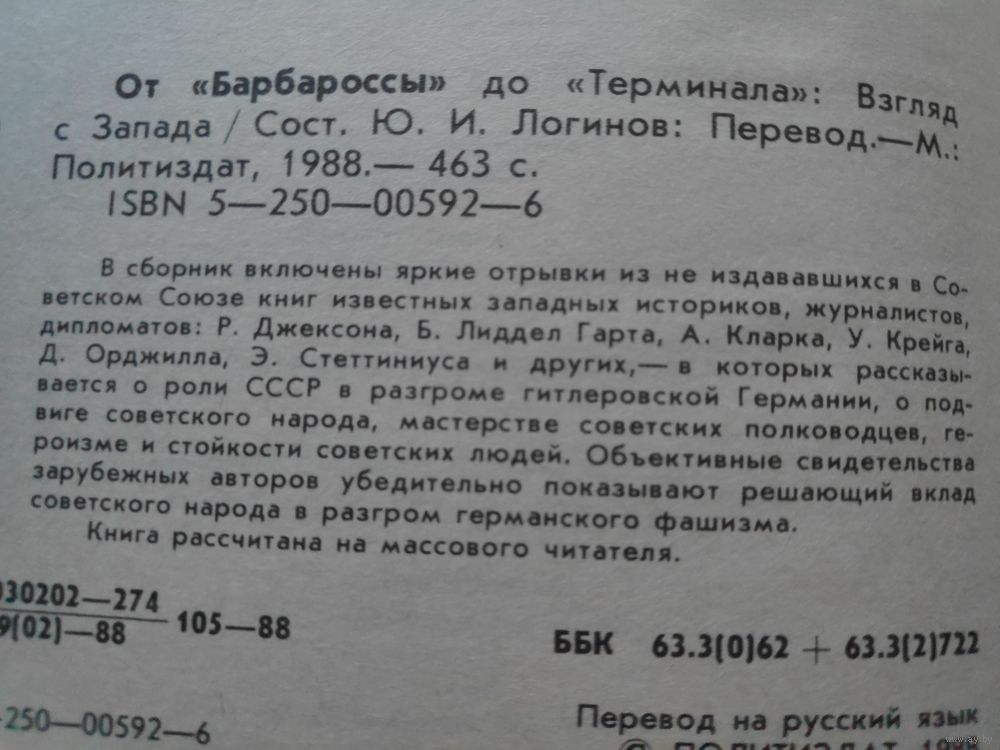 От «Барбароссы» до «Терминала»: Взгляд
с Запада / Сост. Ю. И. Логинов: Перевод.—М.:
Политиздат, 1988.— 463 с.
ISBN 5—250—00592—6
В сборник включены яркие отрывки из не издававшихся в Со-
ветском Союзе книг известных западных историков, журналистов,
дипломатов: Р. Джексона, Б. Лиддел Гарта, А. Кларка, У. Крейга,
Д. Орджилла, Э. Стеттиниуса и других,— в которых рассказы-
вается о роли СССР в разгроме гитлеровской Германии, о под-
виге советского народа, мастерстве советских полководцев, ге-
роизме и стойкости советских людей. Объективные свидетельства
зарубежных авторов убедительно показывают решающий вклад
советского народа в разгром германского фашизма.
Книга рассчитана на массового читателя.
030202—274
9(02)—88
105—88
ББК 63.3(0)62 + 63.3(2)722
-250—00592—6
Перевод на русский язык
© ПОЛИТИЗДАТ
www.ay.by